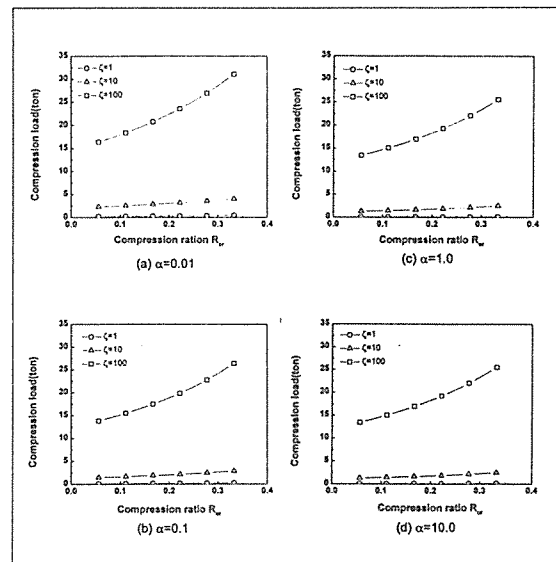 35
30
25
20
15
10
5
0
0.0 0.1 0.2 0.3 0.4
Compression load(ton)
ζ=1
ζ=10
ζ=100
Compression ration R_cr
(a) α=0.01
35
30
25
20
15
10
5
0
0.0 0.1 0.2 0.3 0.4
Compression load(ton)
ζ=1
ζ=10
ζ=100
Compression ratio R_cr
(c) α=1.0
35
30
25
20
15
10
5
0
0.0 0.1 0.2 0.3 0.4
Compression load(ton)
ζ=1
ζ=10
ζ=100
Compression ratio R_cr
(b) α=0.1
35
30
25
20
15
10
5
0
0.0 0.1 0.2 0.3 0.4
Compression load(ton)
ζ=1
ζ=10
ζ=100
Compression ratio R_cr
(d) α=10.0